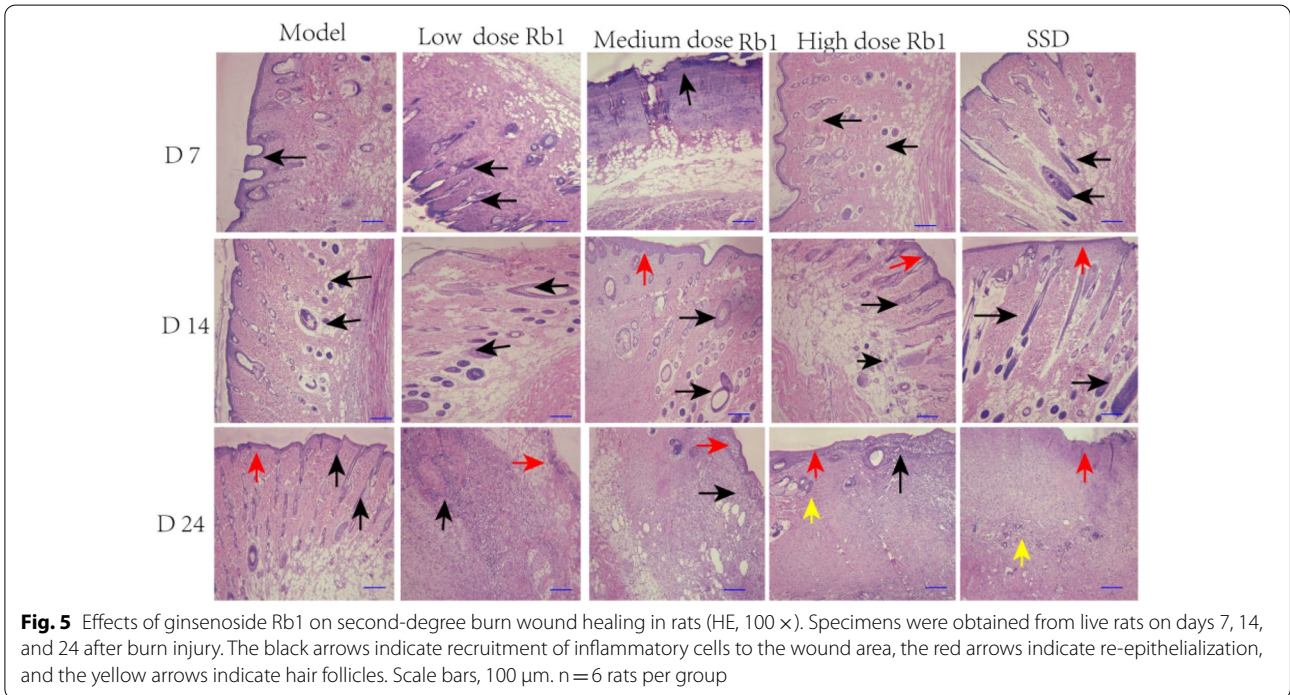 Model Low dose Rb1 Medium dose Rb1 High dose Rb1 SSD
D 7
D 14
D 24
Fig. 5 Effects of ginsenoside Rb1 on second-degree burn wound healing in rats (HE, 100 ×). Specimens were obtained from live rats on days 7, 14,
and 24 after burn injury. The black arrows indicate recruitment of inflammatory cells to the wound area, the red arrows indicate re-epithelialization,
and the yellow arrows indicate hair follicles. Scale bars, 100 μm. n = 6 rats per group